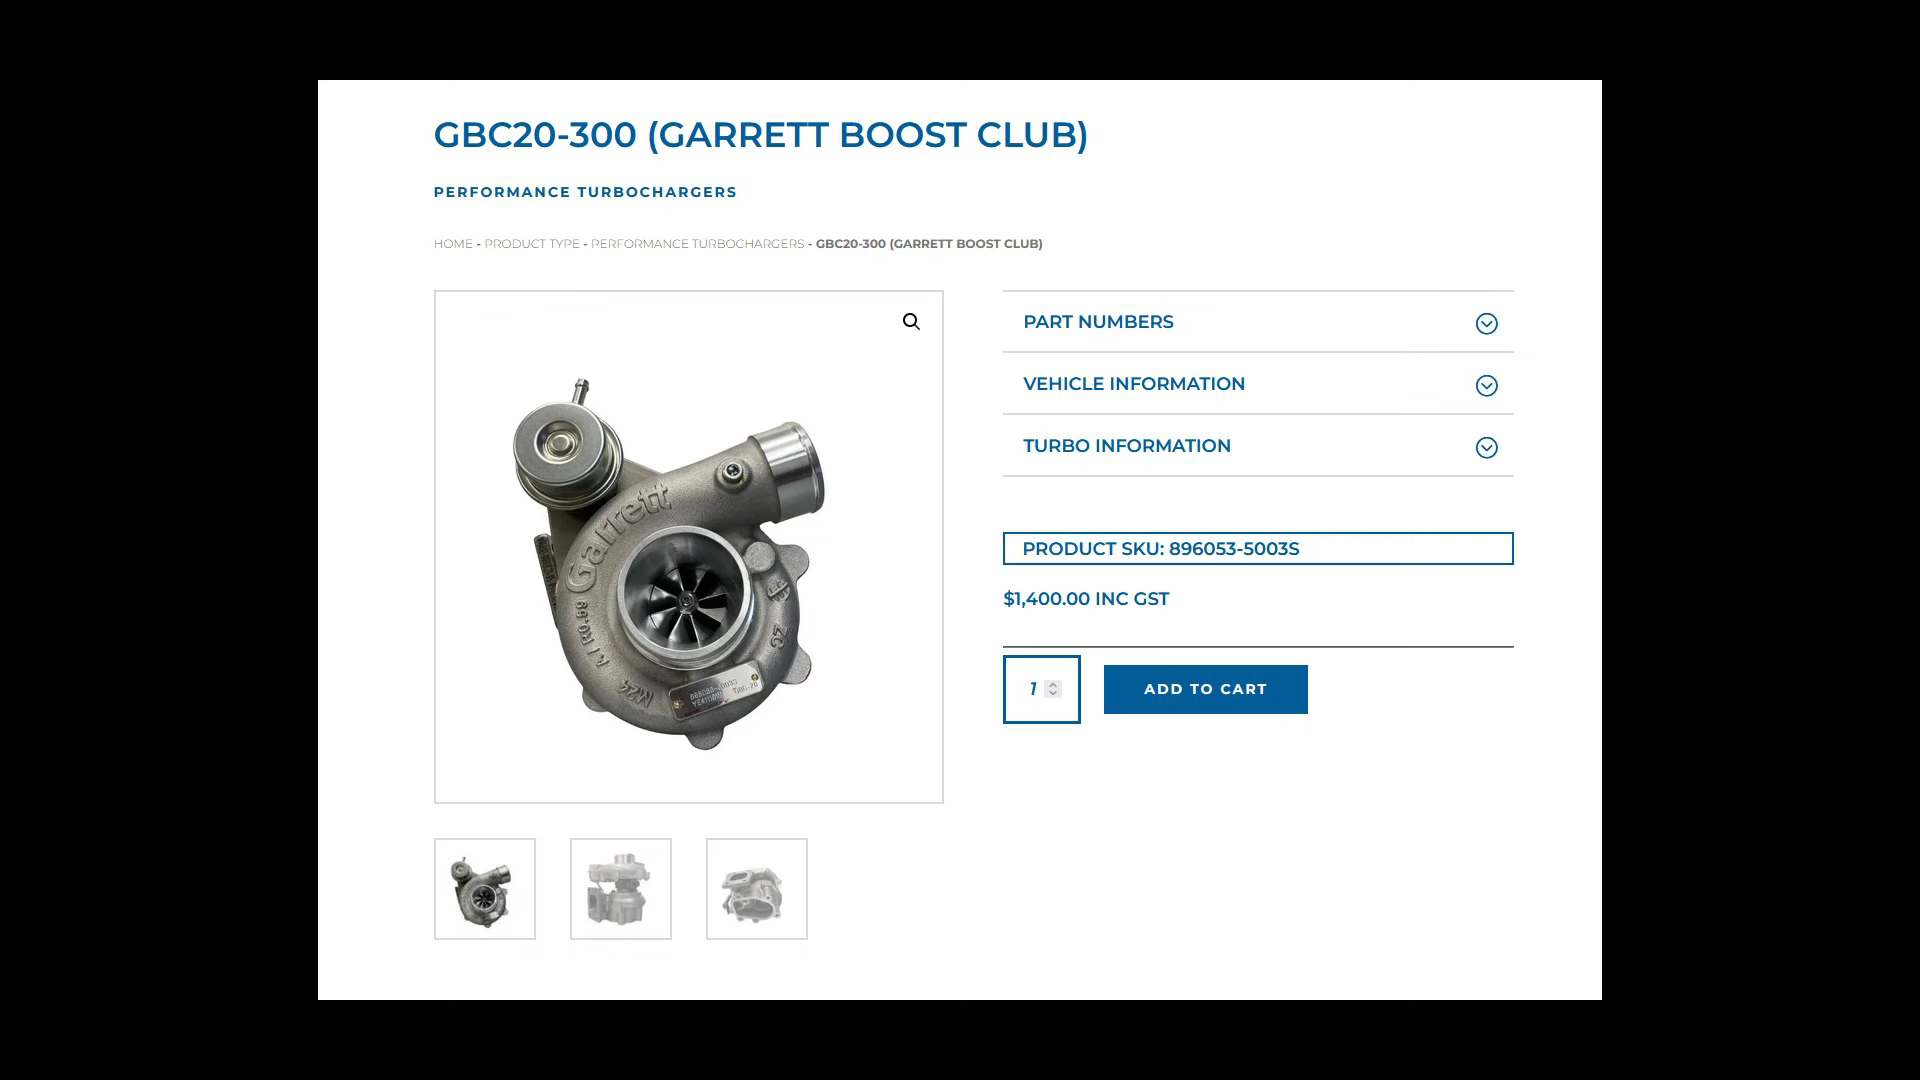 GBC20-300 (GARRETT BOOST CLUB)
PERFORMANCE TURBOCHARGERS
HOME - PRODUCT TYPE - PERFORMANCE TURBOCHARGERS - GBC20-300 (GARRETT BOOST CLUB)
PART NUMBERS
VEHICLE INFORMATION
TURBO INFORMATION
PRODUCT SKU: 896053-5003S
$1,400.00 INC GST
1
ADD TO CART
Garrett
M24